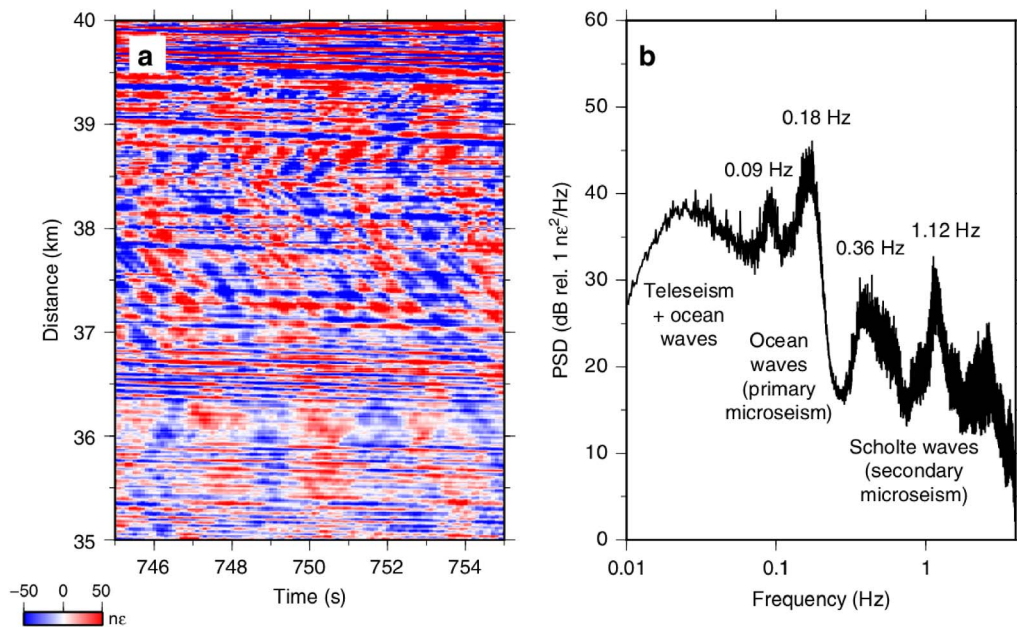 a
40
39
38
37
36
35
Distance (km)
746 748 750 752 754
Time (s)
−50 0 50
nε
b
60
50
40
30
20
10
0
PSD (dB rel. 1 nε²/Hz)
0.18 Hz
0.09 Hz
0.36 Hz
1.12 Hz
Teleseism
+ ocean
waves
Ocean
waves
(primary
microseism)
Scholte waves
(secondary
microseism)
0.01 0.1 1
Frequency (Hz)